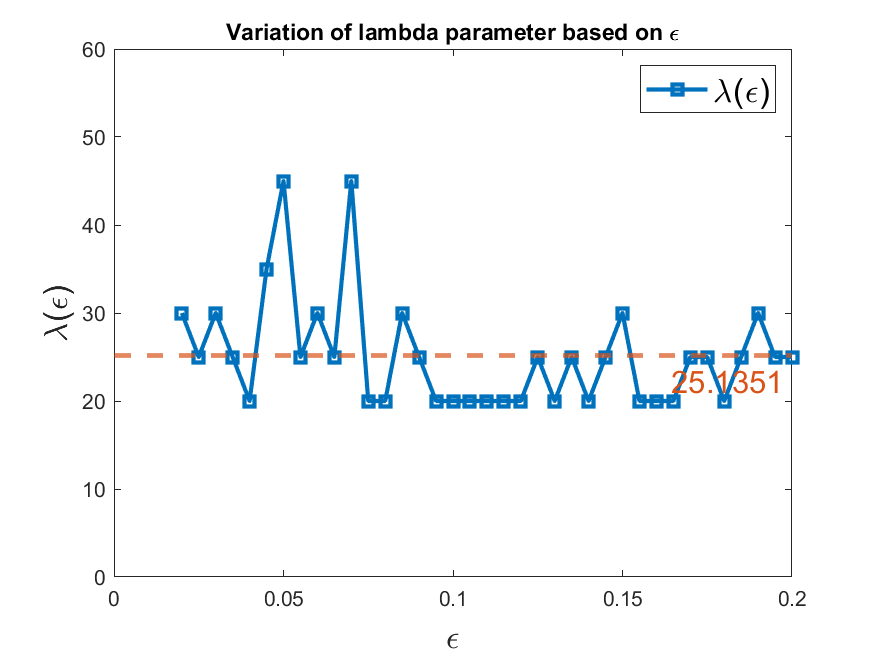 Variation of lambda parameter based on ϵ
λ(ϵ)
60
50
40
30
20
10
0
λ(ϵ)
25.1351
0 0.05 0.1 0.15 0.2
ϵ